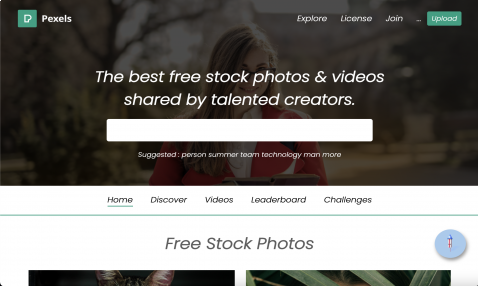 Pexels
Explore License Join ... Upload
The best free stock photos & videos
shared by talented creators.
Suggested : person summer team technology man more
Home Discover Videos Leaderboard Challenges
Free Stock Photos